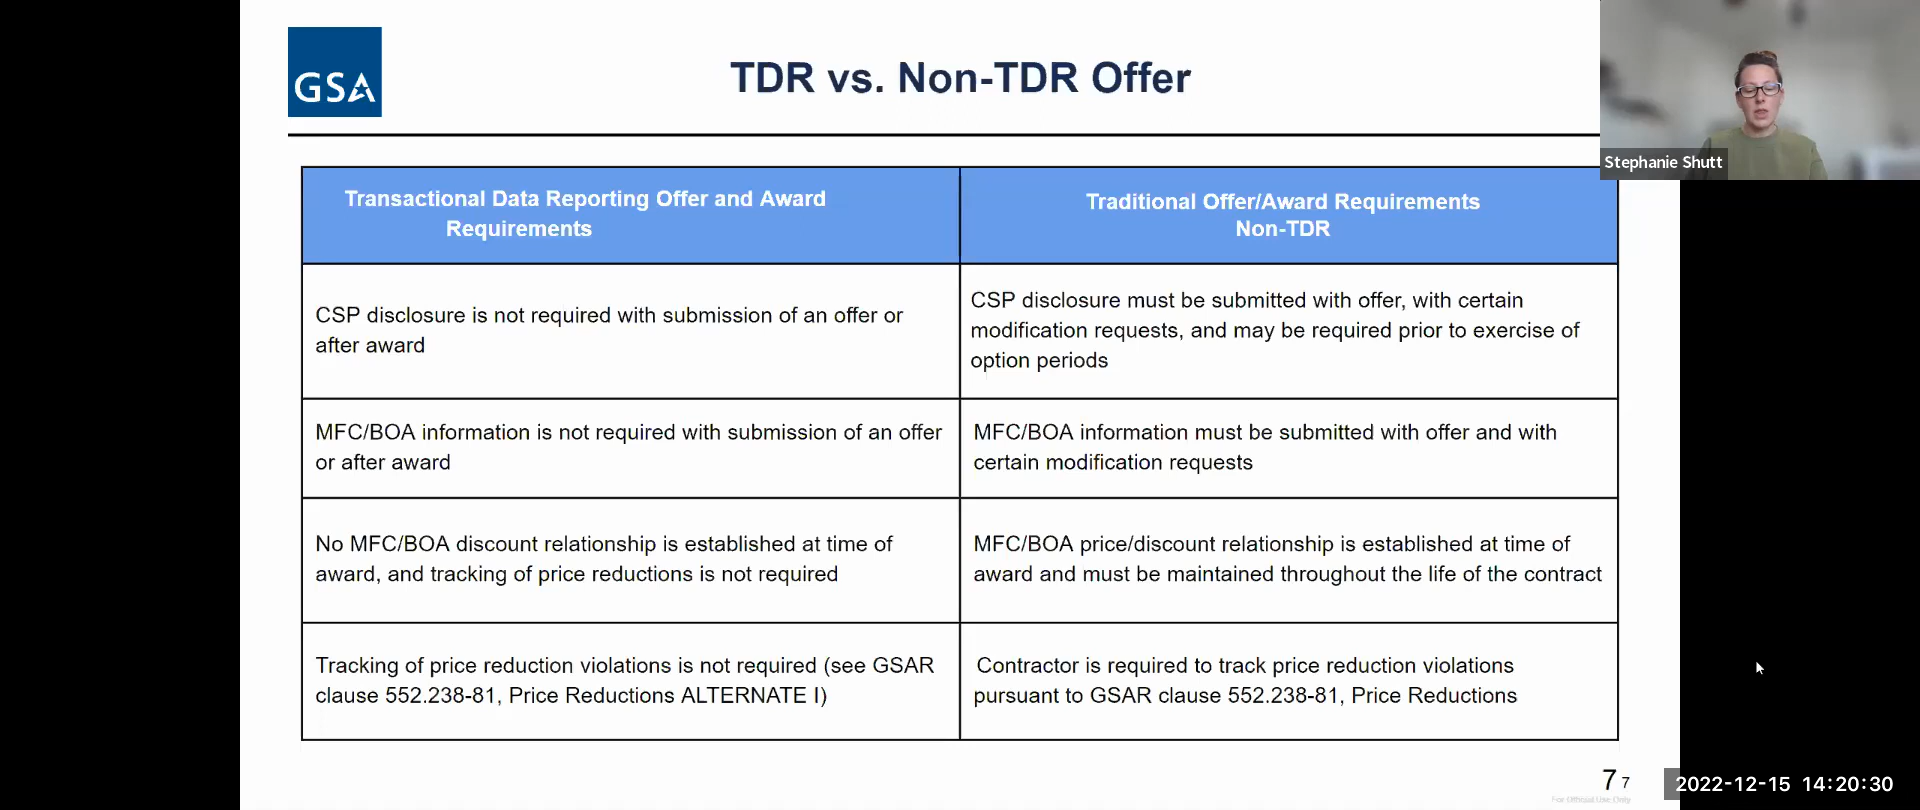 GSA
TDR vs. Non-TDR Offer
Stephanie Shutt
Transactional Data Reporting Offer and Award
Requirements
Traditional Offer/Award Requirements
Non-TDR
CSP disclosure is not required with submission of an offer or
after award
CSP disclosure must be submitted with offer, with certain
modification requests, and may be required prior to exercise of
option periods
MFC/BOA information is not required with submission of an offer
or after award
MFC/BOA information must be submitted with offer and with
certain modification requests
No MFC/BOA discount relationship is established at time of
award, and tracking of price reductions is not required
MFC/BOA price/discount relationship is established at time of
award and must be maintained throughout the life of the contract
Tracking of price reduction violations is not required (see GSAR
clause 552.238-81, Price Reductions ALTERNATE I)
Contractor is required to track price reduction violations
pursuant to GSAR clause 552.238-81, Price Reductions
7 7
For Official Use Only
2022-12-15 14:20:30